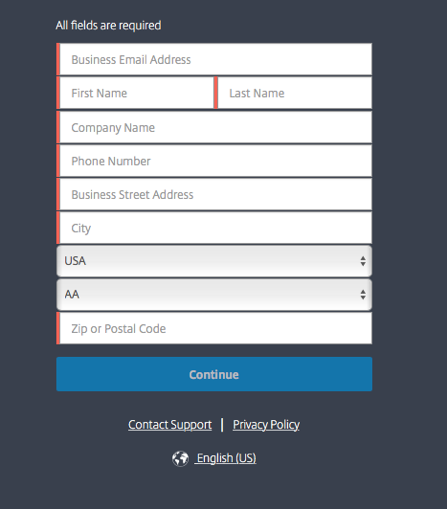 All fields are required
Business Email Address
First Name Last Name
Company Name
Phone Number
Business Street Address
City
USA
AA
Zip or Postal Code
Continue
Contact Support | Privacy Policy
English (US)